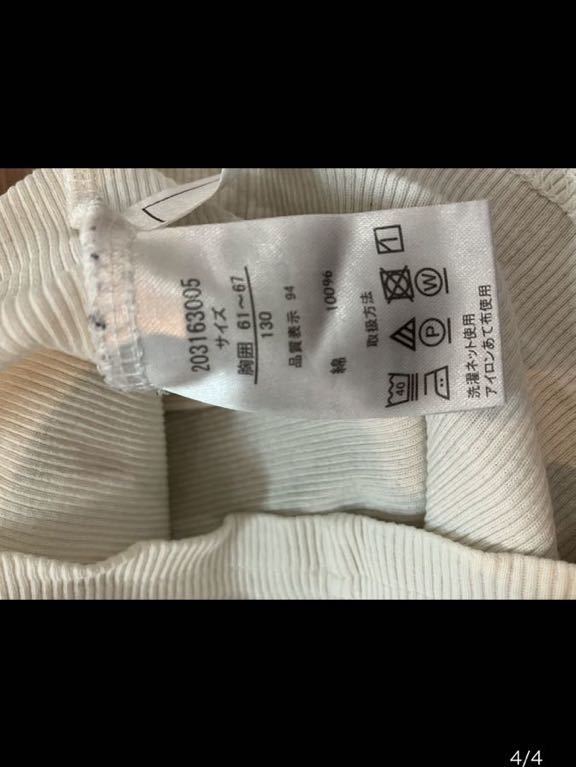 203163005
サイズ
胸囲 61～67
130
品質表示 94
綿 100%
取扱方法
40
P
W
洗濯ネット使用
アイロンあて布使用
4/4